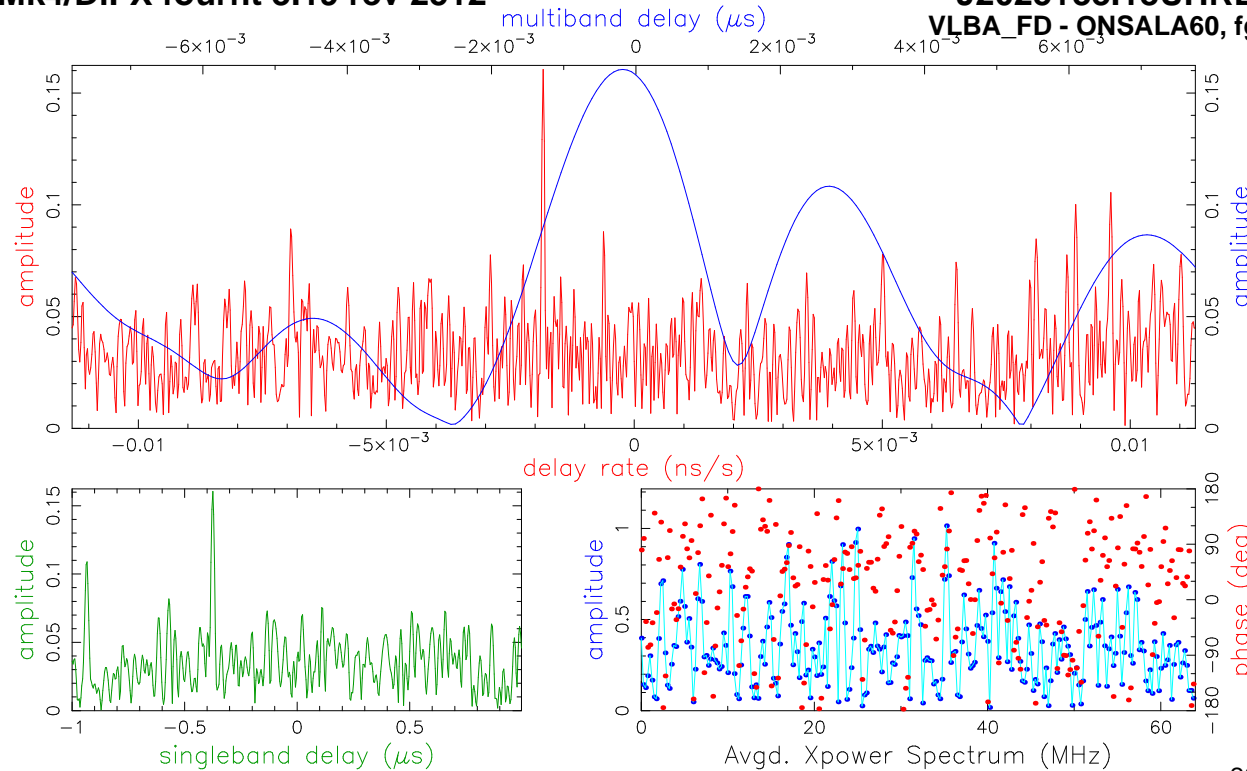 multiband delay (μs)
VLBA_FD - ONSALA60, fg
−6×10⁻³ −4×10⁻³ −2×10⁻³ 0 2×10⁻³ 4×10⁻³ 6×10⁻³
amplitude
0 0.05 0.1 0.15
amplitude
0 0.05 0.1 0.15
−0.01 −5×10⁻³ 0 5×10⁻³ 0.01
delay rate (ns/s)
amplitude
0 0.05 0.1 0.15
−1 −0.5 0 0.5
singleband delay (μs)
amplitude
0 0.5 1
phase (deg)
−180 −90 0 90 180
0 20 40 60
Avgd. Xpower Spectrum (MHz)